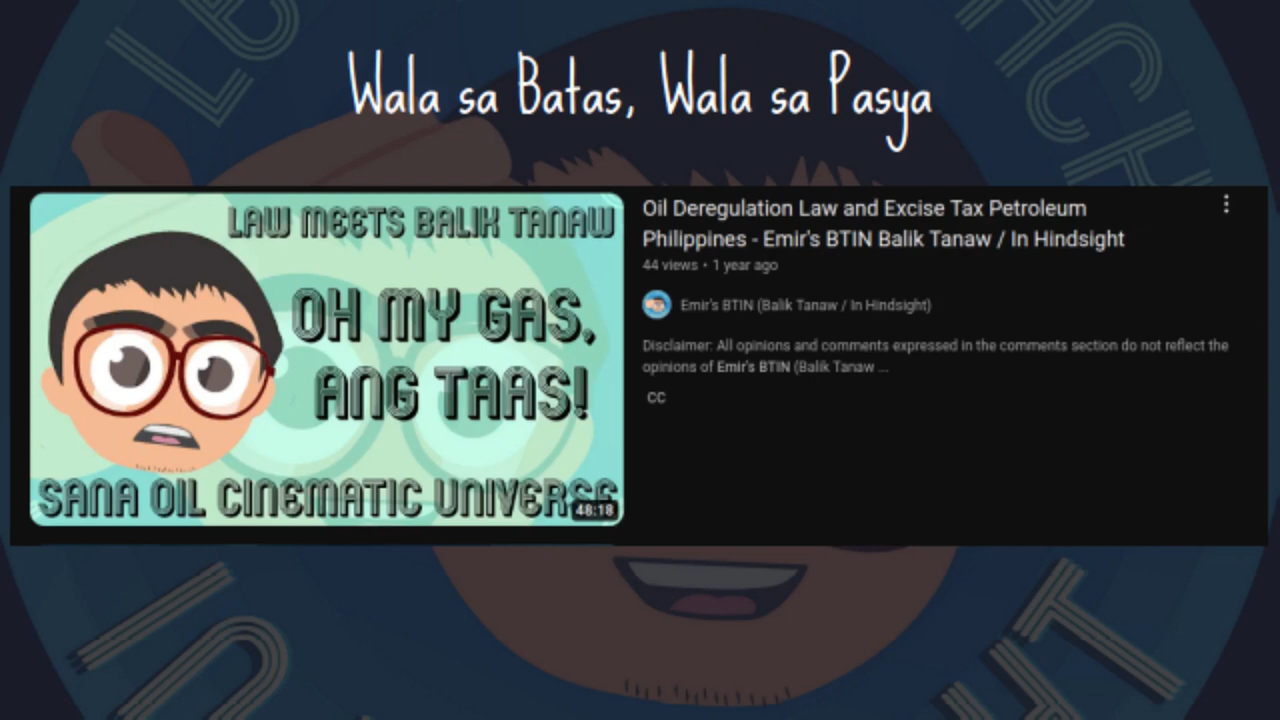 Wala sa Batas, Wala sa Pasya
LAW MEETS BALIK TANAW
OH MY GAS,
ANG TAAS!
SANA OIL CINEMATIC UNIVERSE
48:18
Oil Deregulation Law and Excise Tax Petroleum
Philippines - Emir's BTIN Balik Tanaw / In Hindsight)
44 views • 1 year ago
Emir's BTIN (Balik Tanaw / In Hindsight)
Disclaimer: All opinions and comments expressed in the comments section do not reflect the
opinions of Emir's BTIN (Balik Tanaw ...
CC